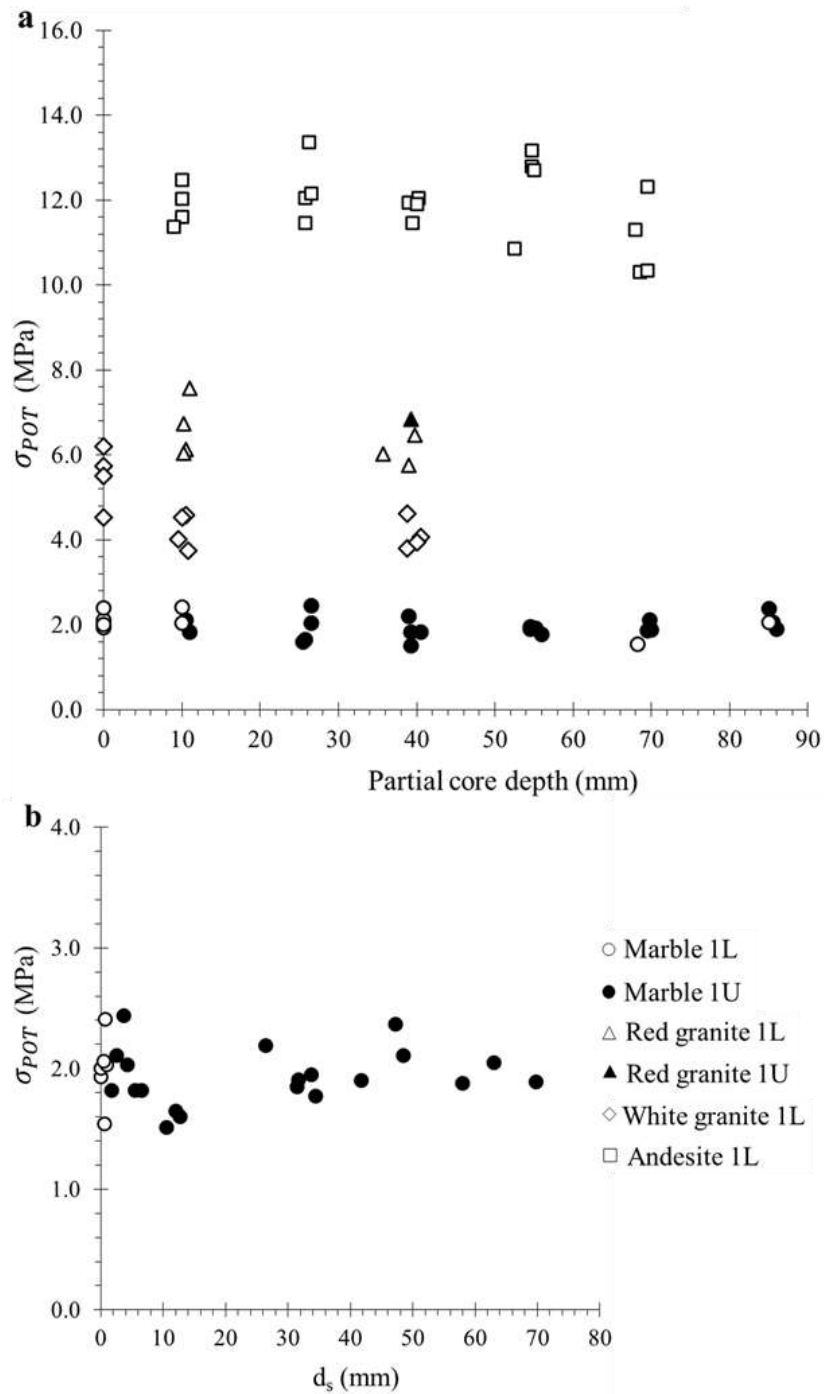 a
16.0
14.0
12.0
10.0
8.0
6.0
4.0
2.0
0.0
σPOT (MPa)
0 10 20 30 40 50 60 70 80 90
Partial core depth (mm)
b
4.0
3.0
2.0
1.0
0.0
σPOT (MPa)
0 10 20 30 40 50 60 70 80
ds (mm)
Marble 1L
Marble 1U
Red granite 1L
Red granite 1U
White granite 1L
Andesite 1L